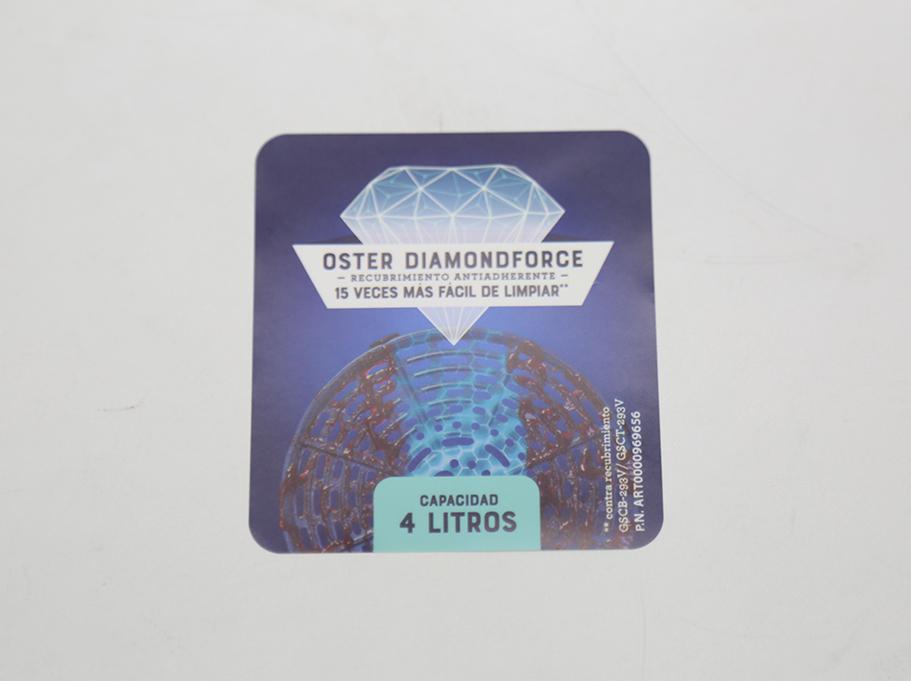 OSTER DIAMONDFORCE
– RECUBRIMIENTO ANTIADHERENTE –
15 VECES MÁS FÁCIL DE LIMPIAR**
CAPACIDAD
4 LITROS
** contra recubrimiento
GSCB-293V/ GSCT-293V
P.N. ART0000969656